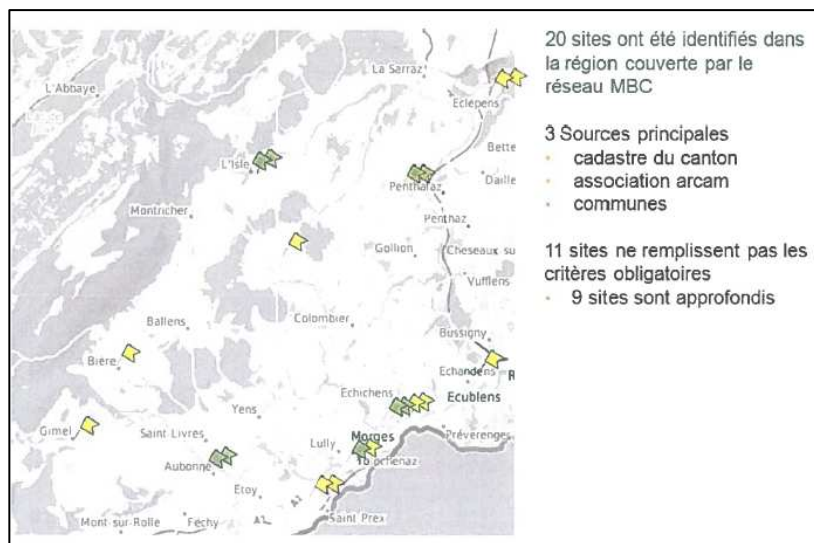 20 sites ont été identifiés dans
la région couverte par le
réseau MBC
3 Sources principales
• cadastre du canton
• association arcam
• communes
11 sites ne remplissent pas les
critères obligatoires
• 9 sites sont approfondis
La Sarraz
L'Abbaye
Eclépens
Bette
L'Isle
Daille
Penthalaz
Montricher
Penthaz
Gollion
Cheseaux su
Vufflens
Ballens
Colombier
Bussigny
Bière
Echandens
R
Echichens
Ecublens
Yens
Gimel
Saint-Livres
Morges
Préverenges
Lully
Aubonne
Tolochenaz
Etoy
A1
Saint Prex
Mont-sur-Rolle
Féchy
A1